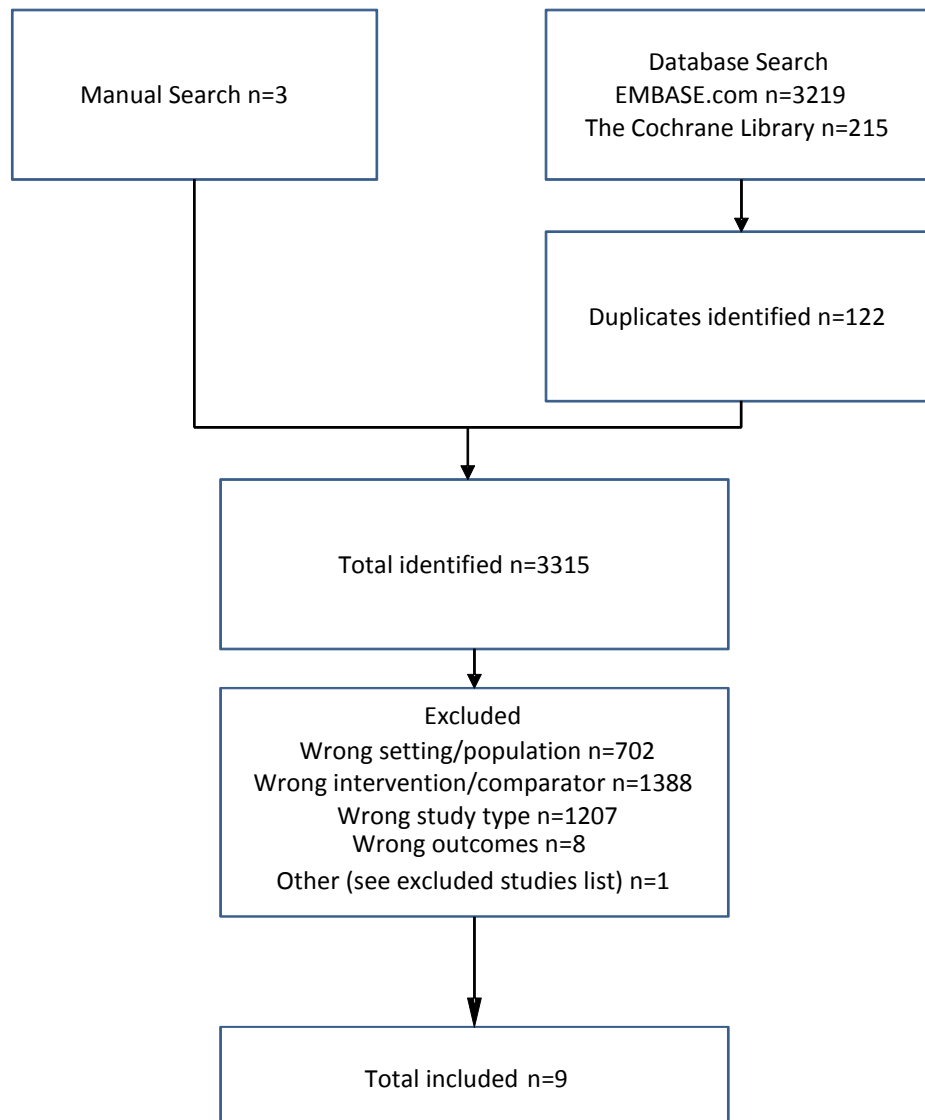 Manual Search n=3
Database Search
EMBASE.com n=3219
The Cochrane Library n=215
Duplicates identified n=122
Total identified n=3315
Excluded
Wrong setting/population n=702
Wrong intervention/comparator n=1388
Wrong study type n=1207
Wrong outcomes n=8
Other (see excluded studies list) n=1
Total included n=9